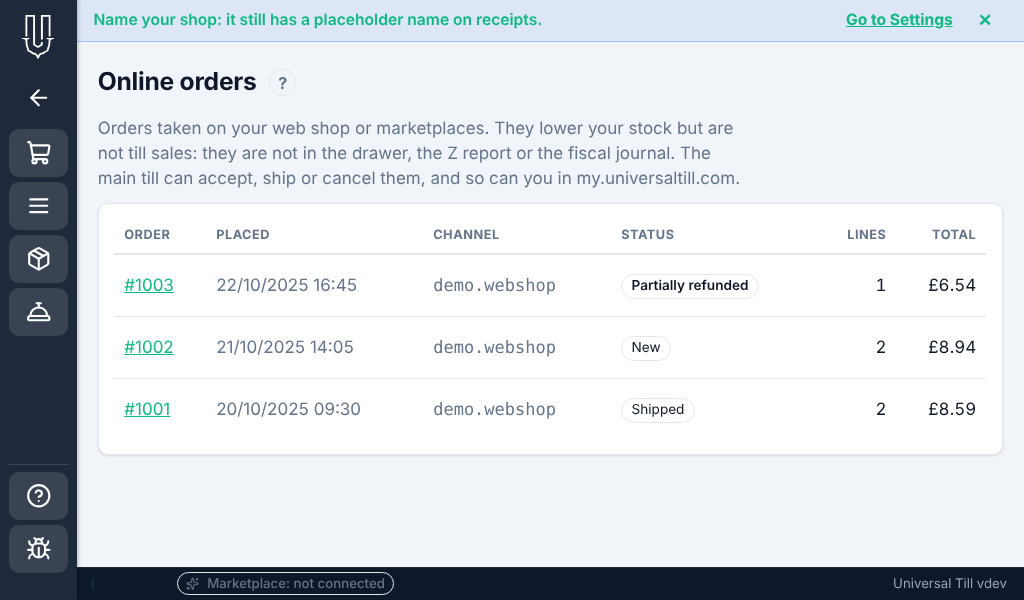 Name your shop: it still has a placeholder name on receipts. Go to Settings ×
Online orders ?
Orders taken on your web shop or marketplaces. They lower your stock but are
not till sales: they are not in the drawer, the Z report or the fiscal journal. The
main till can accept, ship or cancel them, and so can you in my.universaltill.com.
ORDER PLACED CHANNEL STATUS LINES TOTAL
#1003 22/10/2025 16:45 demo.webshop Partially refunded 1 £6.54
#1002 21/10/2025 14:05 demo.webshop New 2 £8.94
#1001 20/10/2025 09:30 demo.webshop Shipped 2 £8.59
Marketplace: not connected Universal Till vdev